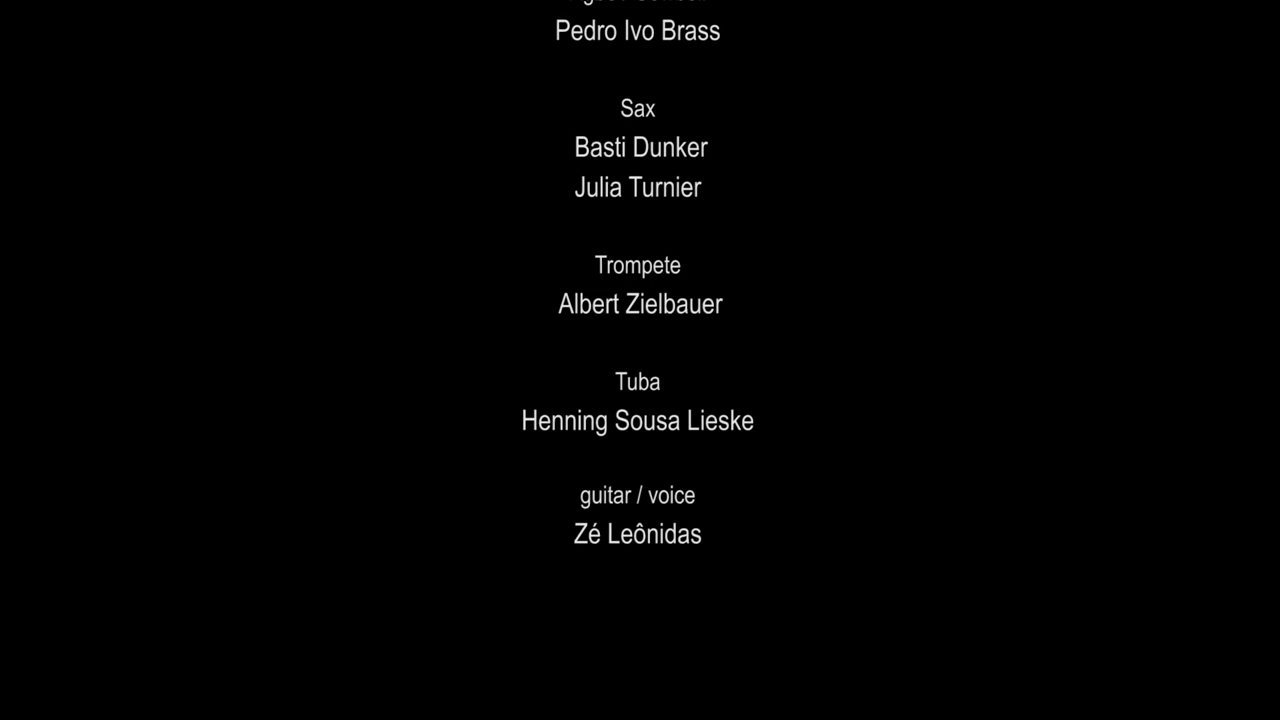 Pedro Ivo Brass
Sax
Basti Dunker
Julia Turnier
Trompete
Albert Zielbauer
Tuba
Henning Sousa Lieske
guitar / voice
Zé Leônidas